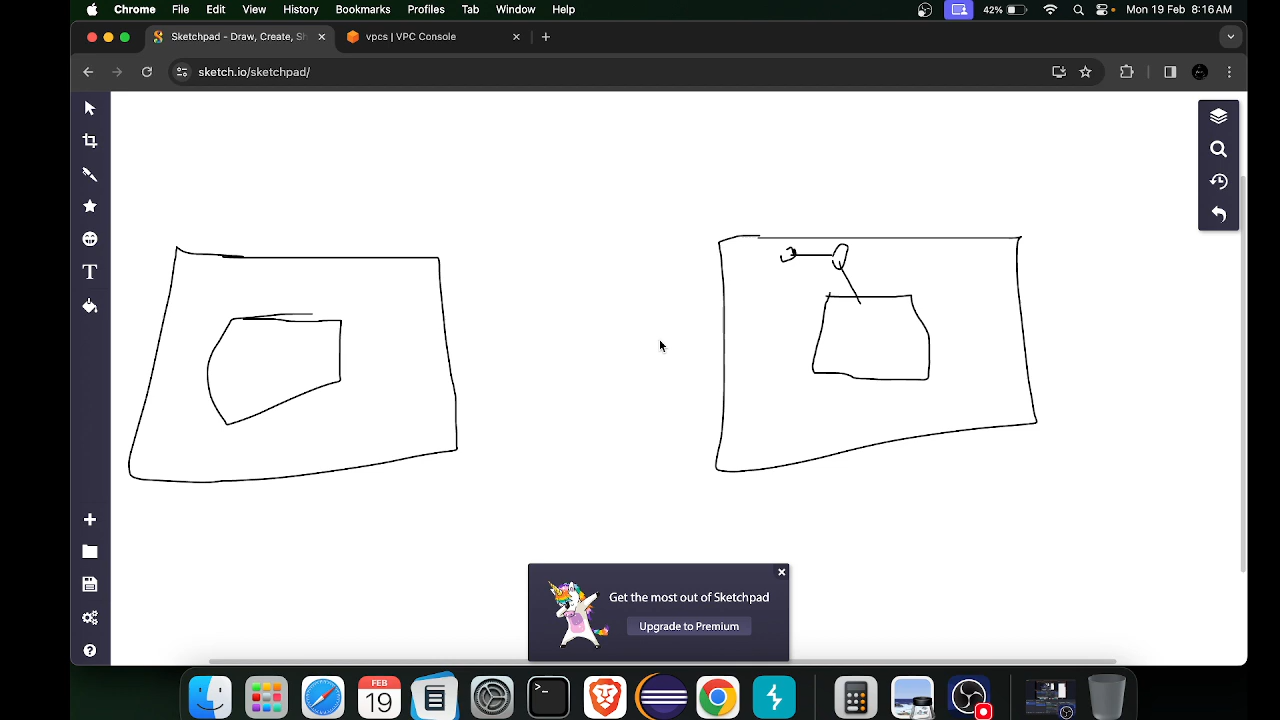 Chrome File Edit View History Bookmarks Profiles Tab Window Help 42% Mon 19 Feb 8:16 AM
Sketchpad - Draw, Create, Sh vpcs | VPC Console
sketch.io/sketchpad/
T
Get the most out of Sketchpad
Upgrade to Premium
FEB
19